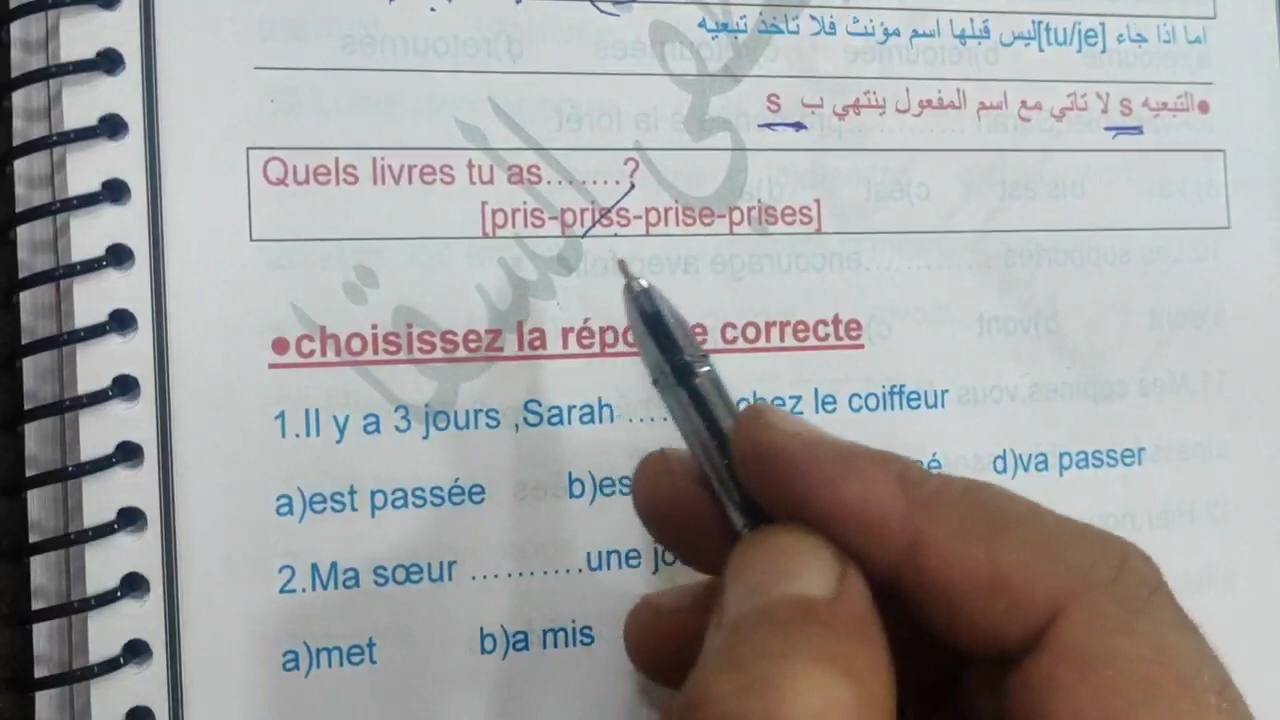 اما اذا جاء [tu/je]ليس قبلها اسم مؤنث فلا تاخذ تبعيه
●التبعيه s لا تاتي مع اسم المفعول ينتهي ب s
Quels livres tu as.......?
[pris-priss-prise-prises]
●choisissez la réponse correcte
1.Il y a 3 jours ,Sarah .... chez le coiffeur
a)est passée b)es d)va passer
2.Ma sœur ..........une
a)met b)a mis